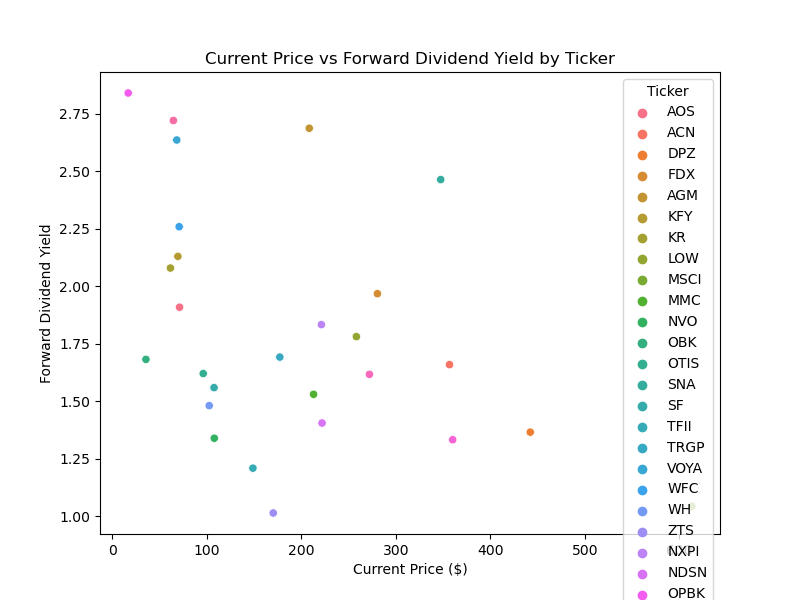 Current Price vs Forward Dividend Yield by Ticker
Ticker
AOS
ACN
DPZ
FDX
AGM
KFY
KR
LOW
MSCI
MMC
NVO
OBK
OTIS
SNA
SF
TFII
TRGP
VOYA
WFC
WH
ZTS
NXPI
NDSN
OPBK
2.75
2.50
2.25
2.00
1.75
1.50
1.25
1.00
Forward Dividend Yield
0 100 200 300 400 500
Current Price ($)